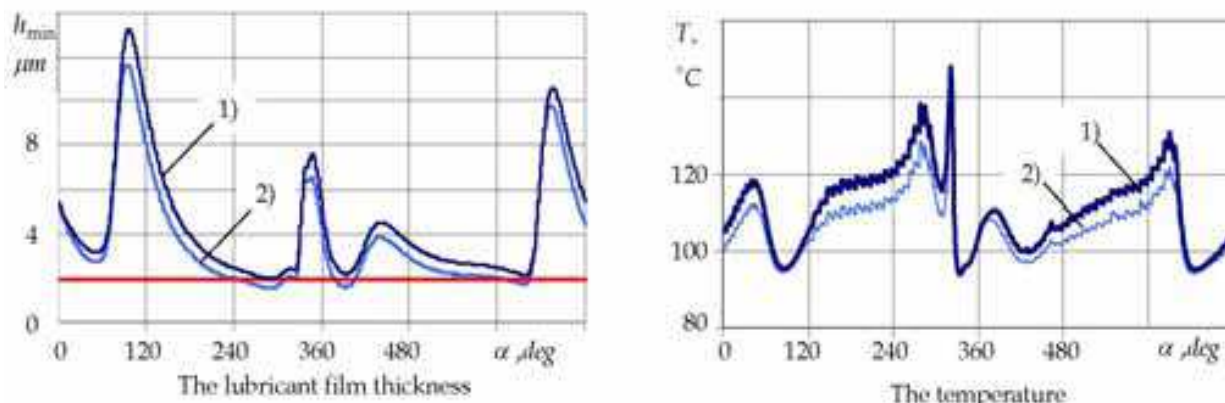 h min
μm
8
4
0
1)
2)
0 120 240 360 480 α ,deg
The lubricant film thickness
T,
°C
120
100
80
1)
2)
0 120 240 360 480 α ,deg
The temperature